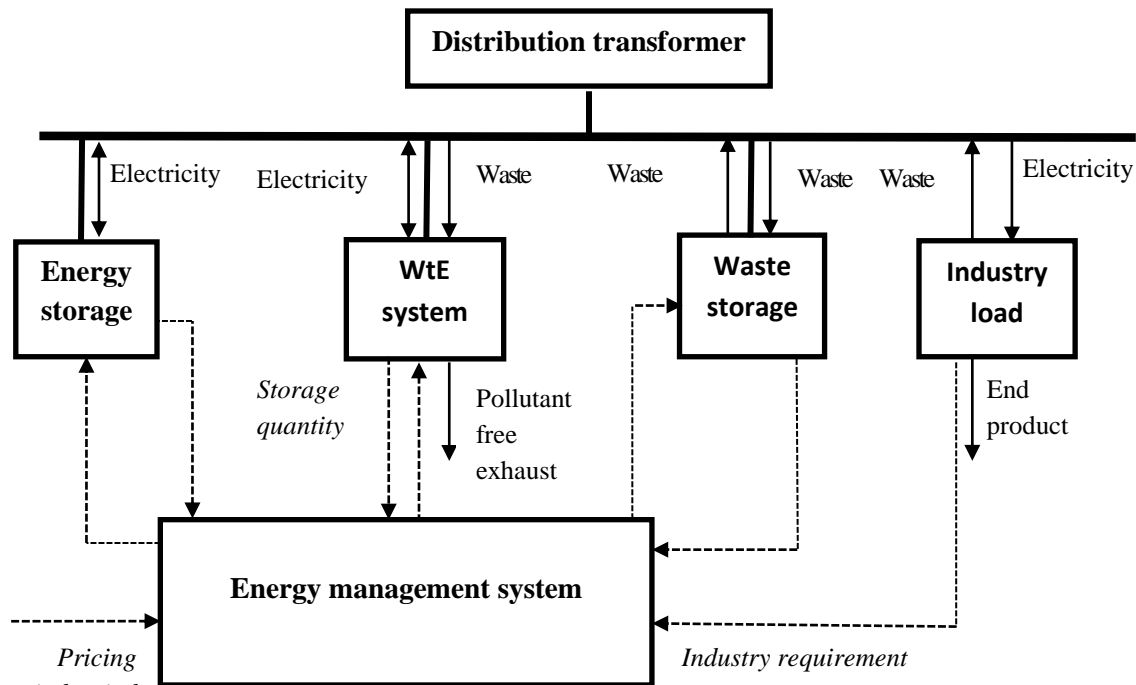 Distribution transformer
Electricity
Electricity
Waste
Waste
Waste
Waste
Electricity
Energy
storage
WtE
system
Waste
storage
Industry
load
Storage
quantity
Pollutant
free
exhaust
End
product
Energy management system
Pricing
Industry requirement